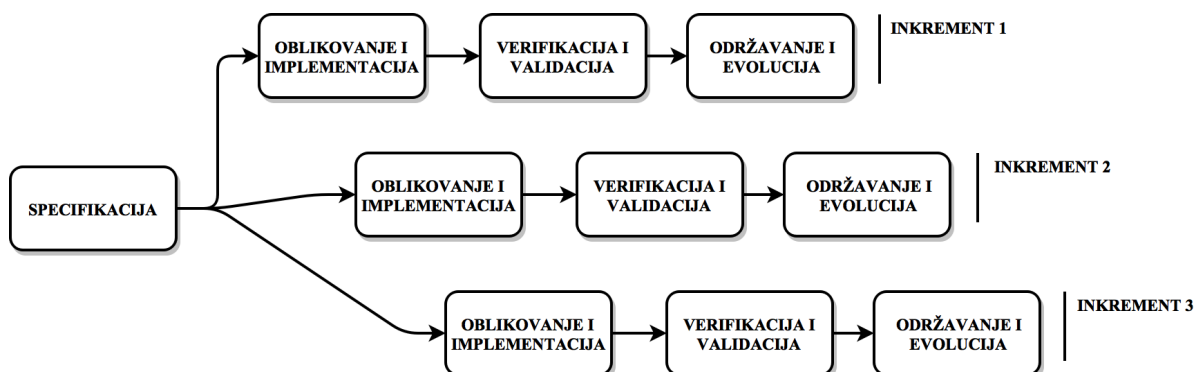 OBLIKOVANJE I
IMPLEMENTACIJA
VERIFIKACIJA I
VALIDACIJA
ODRŽAVANJE I
EVOLUCIJA
INKREMENT 1
SPECIFIKACIJA
OBLIKOVANJE I
IMPLEMENTACIJA
VERIFIKACIJA I
VALIDACIJA
ODRŽAVANJE I
EVOLUCIJA
INKREMENT 2
OBLIKOVANJE I
IMPLEMENTACIJA
VERIFIKACIJA I
VALIDACIJA
ODRŽAVANJE I
EVOLUCIJA
INKREMENT 3